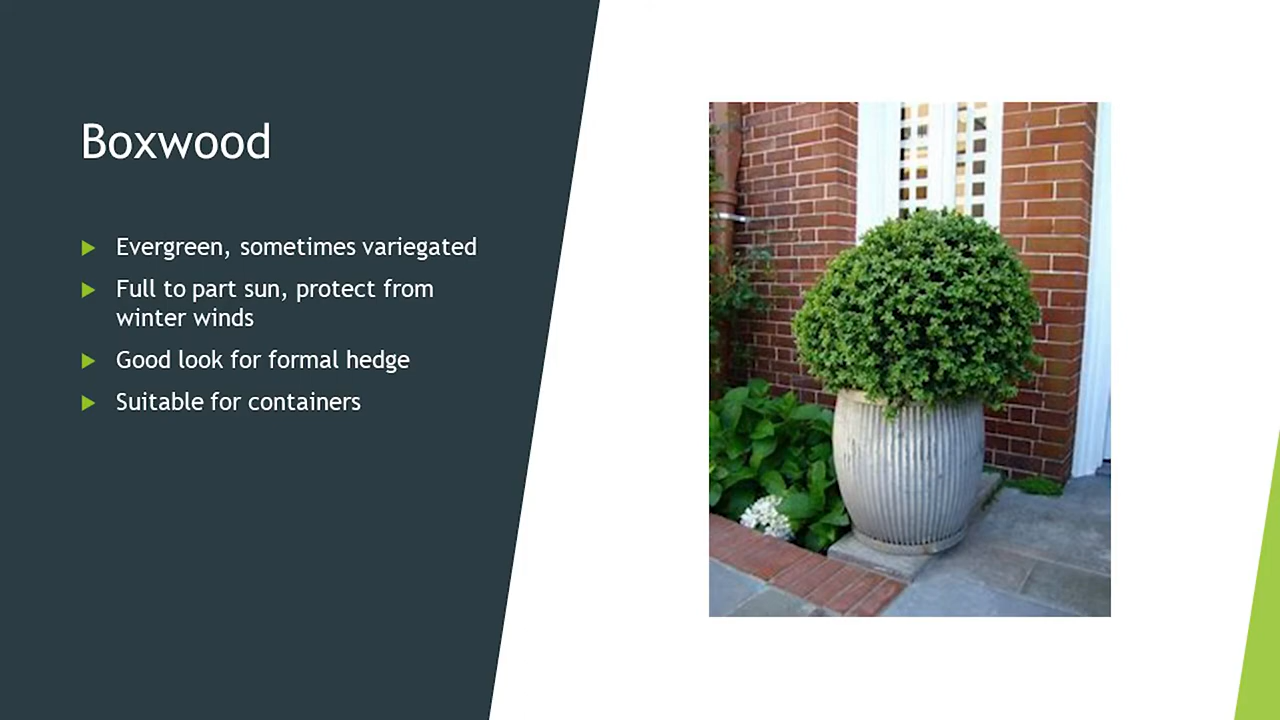 Boxwood
Evergreen, sometimes variegated
Full to part sun, protect from
winter winds
Good look for formal hedge
Suitable for containers